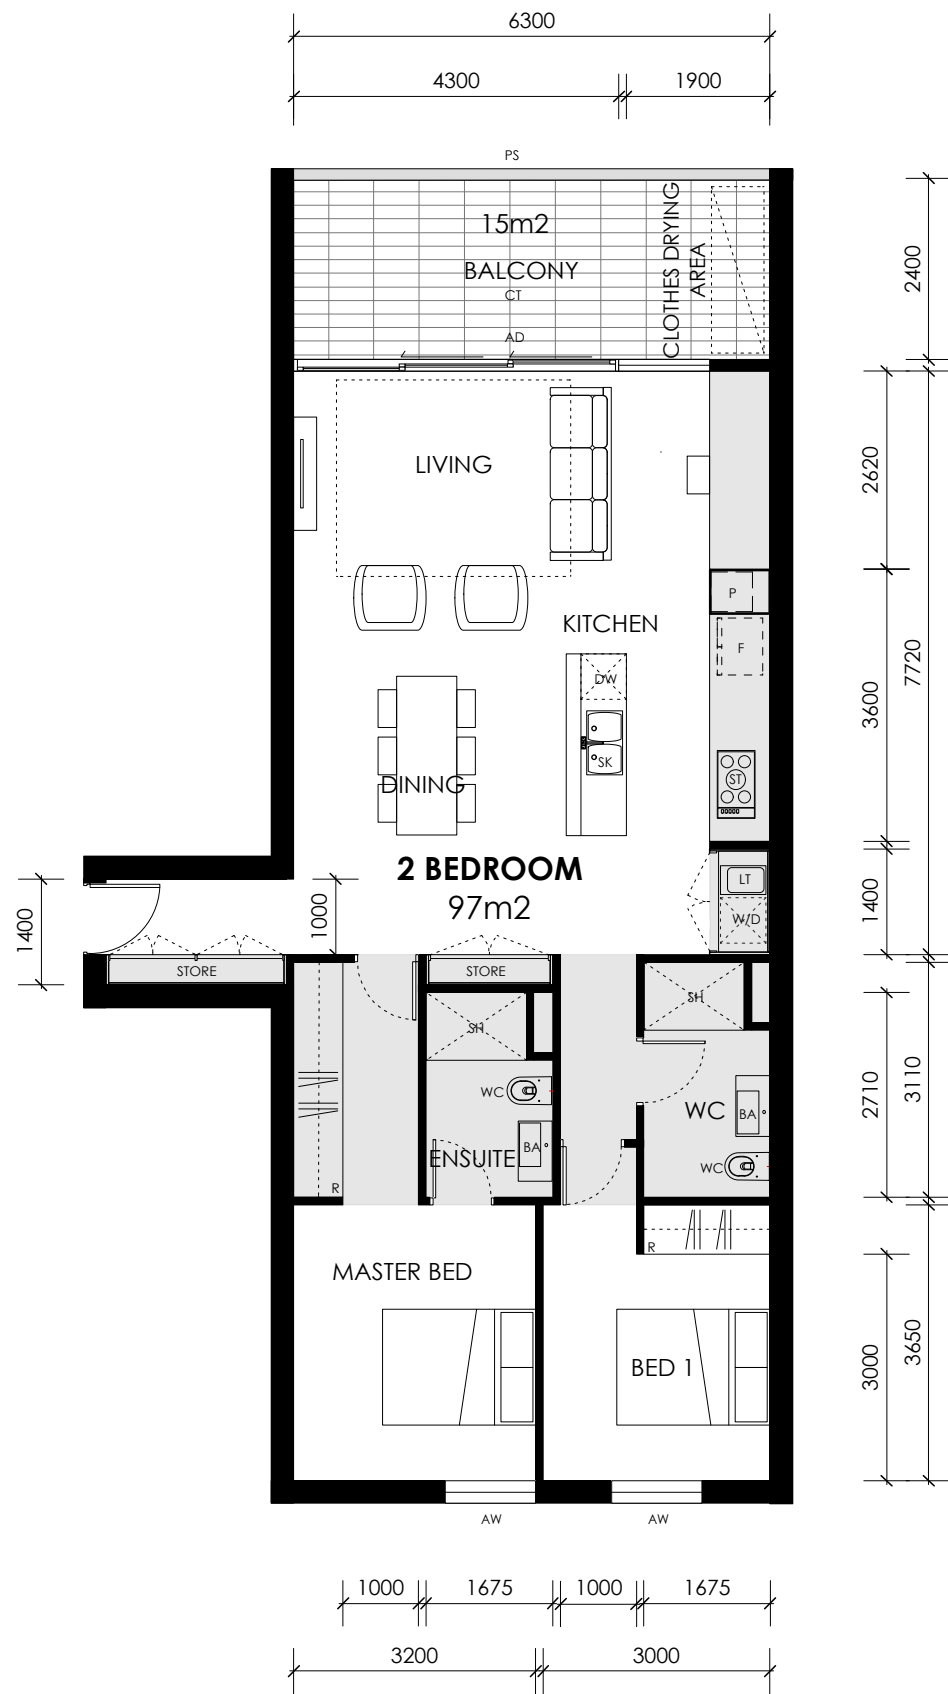 6300
4300
1900
PS
15m2
BALCONY
CT
AD
CLOTHES DRYING
AREA
2400
LIVING
2620
P
KITCHEN
F
7720
DW
3600
SK
ST
DINING
2 BEDROOM
97m2
LT
W/D
1400
1400
1000
STORE
STORE
SH
SH
WC
WC
BA
2710
3110
ENSUITE
BA
WC
R
R
MASTER BED
BED 1
3000
3650
AW
AW
1000
1675
1000
1675
3200
3000